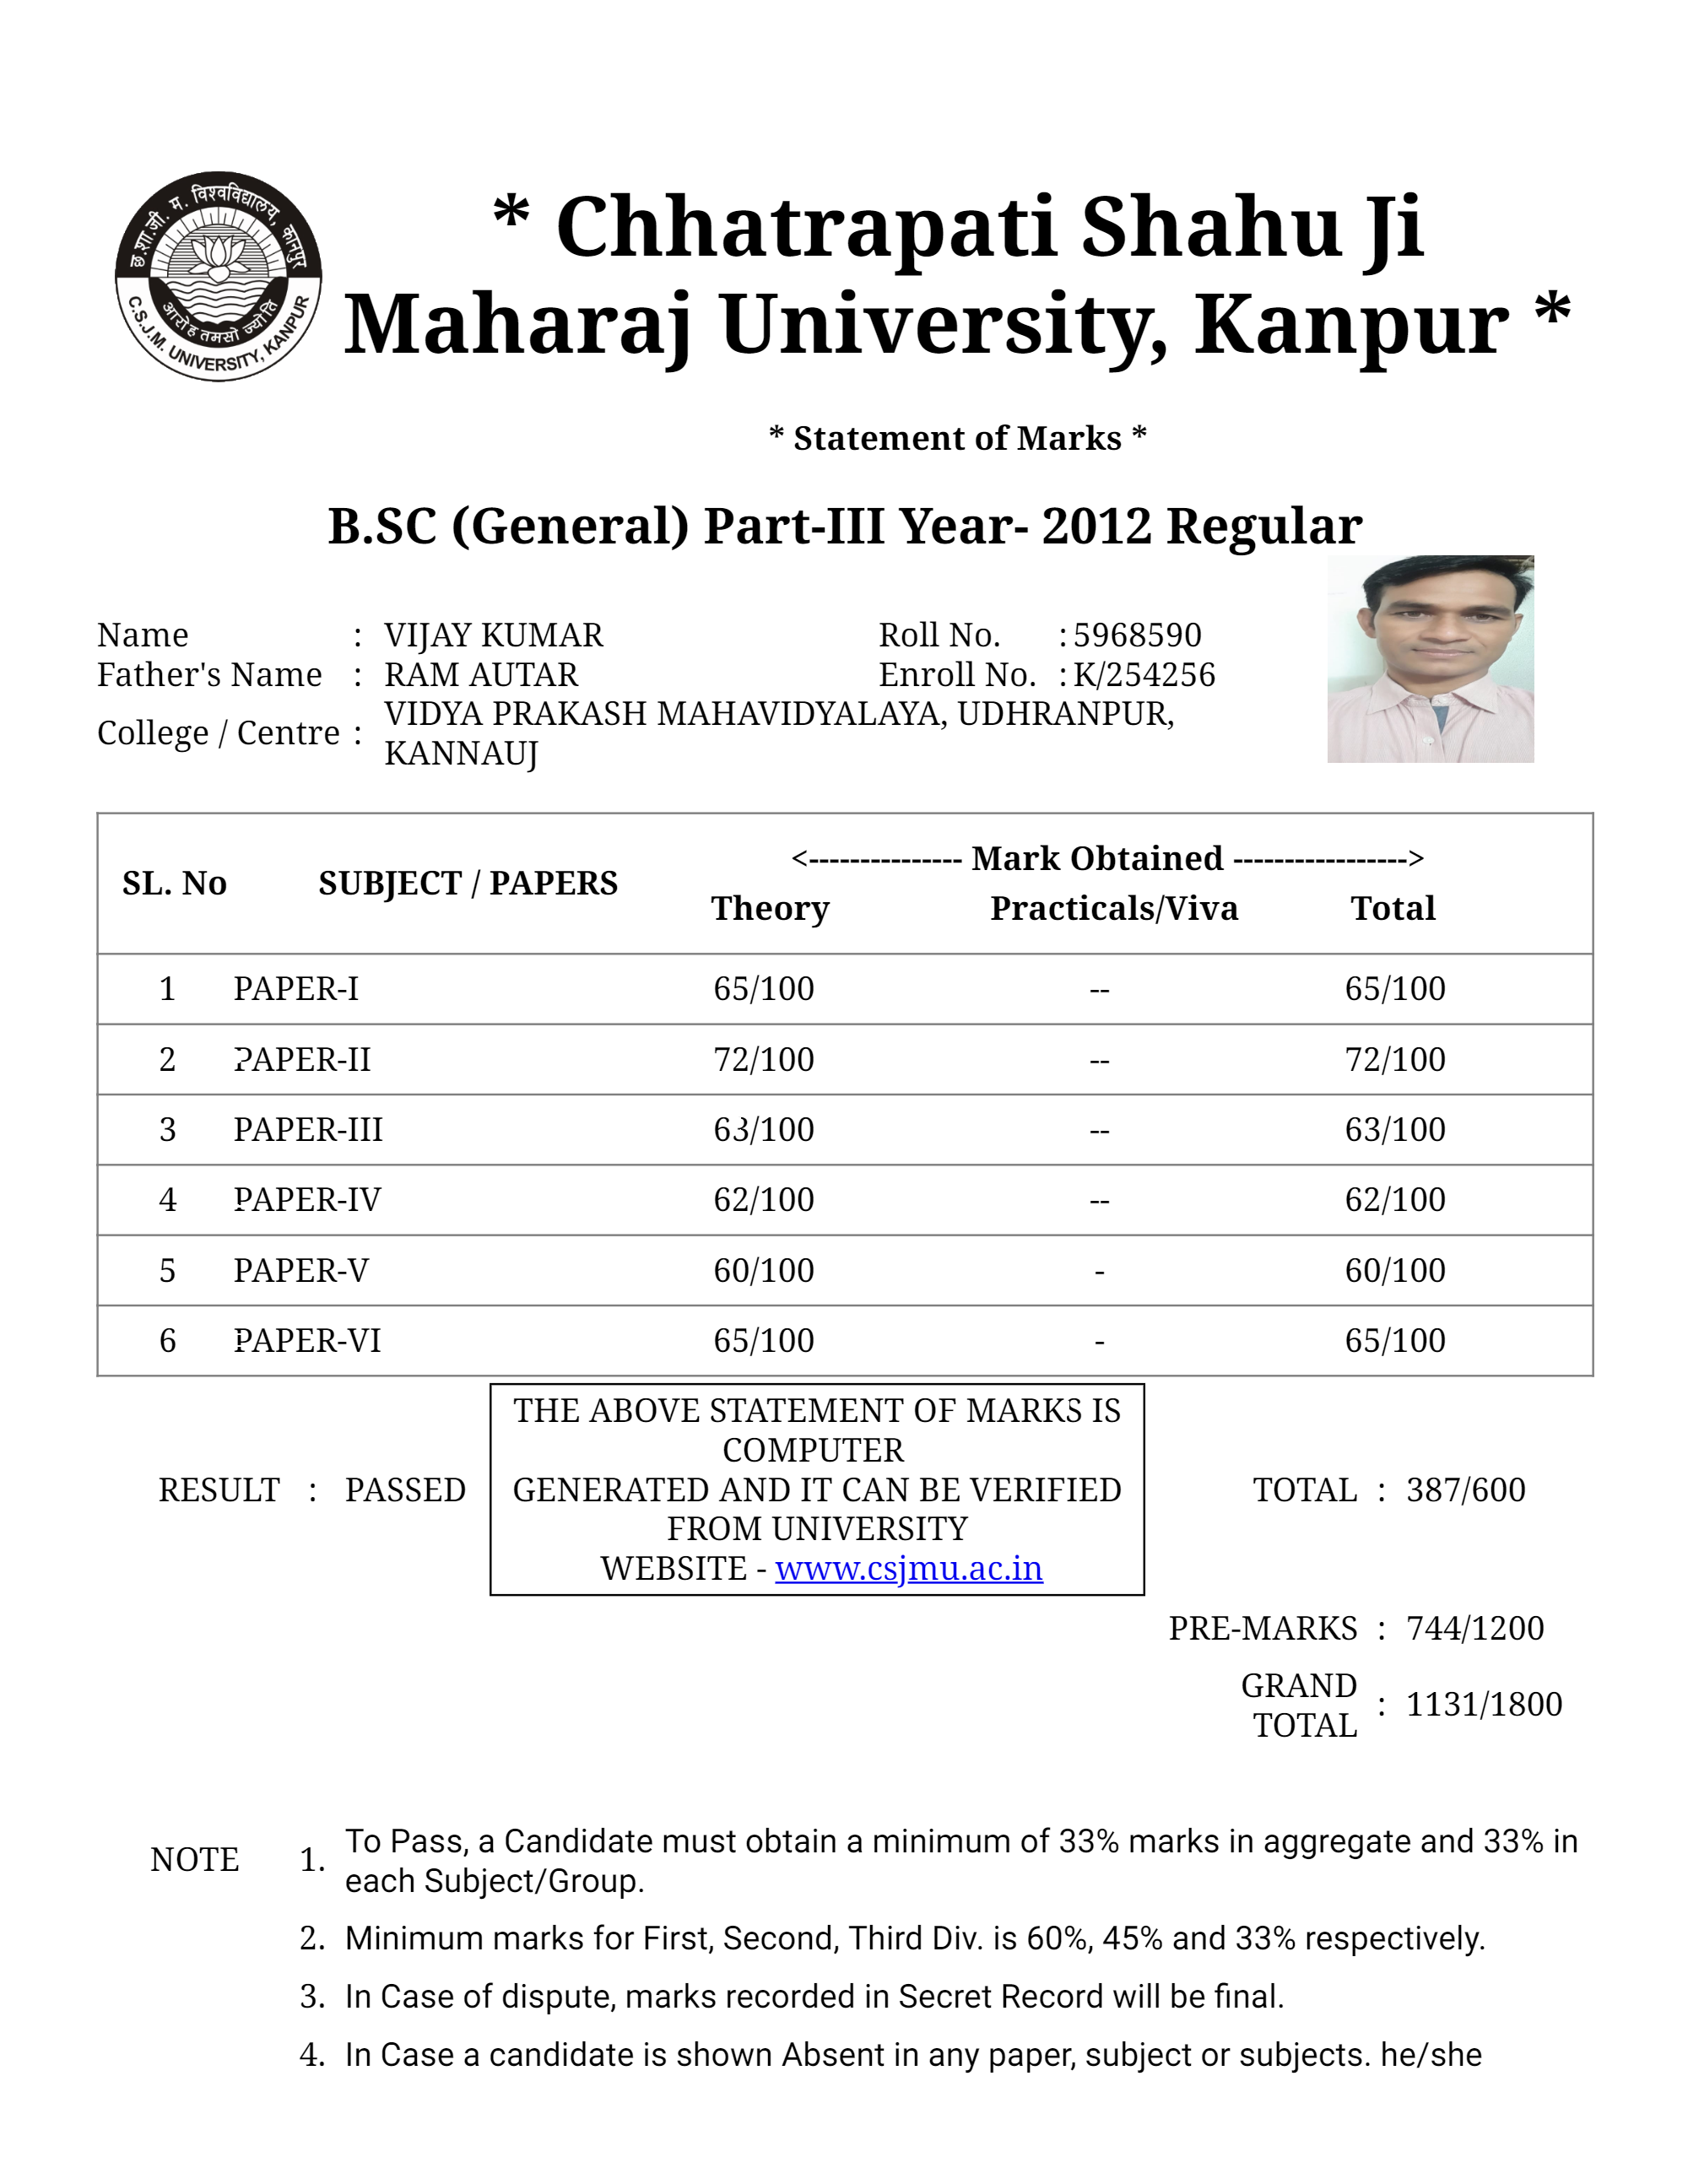 छ.शा.जी. म. विश्वविद्यालय, कानपुर
आरोह तमसो ज्योति
C.S.J.M. UNIVERSITY, KANPUR
* Chhatrapati Shahu Ji
Maharaj University, Kanpur *
* Statement of Marks *
B.SC (General) Part-III Year- 2012 Regular
Name : VIJAY KUMAR Roll No. : 5968590
Father's Name : RAM AUTAR Enroll No. : K/254256
College / Centre : VIDYA PRAKASH MAHAVIDYALAYA, UDHRANPUR,
KANNAUJ
SL. No SUBJECT / PAPERS <--------------- Mark Obtained ----------------->
Theory Practicals/Viva Total
1 PAPER-I 65/100 -- 65/100
2 PAPER-II 72/100 -- 72/100
3 PAPER-III 63/100 -- 63/100
4 PAPER-IV 62/100 -- 62/100
5 PAPER-V 60/100 - 60/100
6 PAPER-VI 65/100 - 65/100
THE ABOVE STATEMENT OF MARKS IS
COMPUTER
RESULT : PASSED GENERATED AND IT CAN BE VERIFIED TOTAL : 387/600
FROM UNIVERSITY
WEBSITE - www.csjmu.ac.in
PRE-MARKS : 744/1200
GRAND
TOTAL : 1131/1800
NOTE 1. To Pass, a Candidate must obtain a minimum of 33% marks in aggregate and 33% in
each Subject/Group.
2. Minimum marks for First, Second, Third Div. is 60%, 45% and 33% respectively.
3. In Case of dispute, marks recorded in Secret Record will be final.
4. In Case a candidate is shown Absent in any paper, subject or subjects. he/she